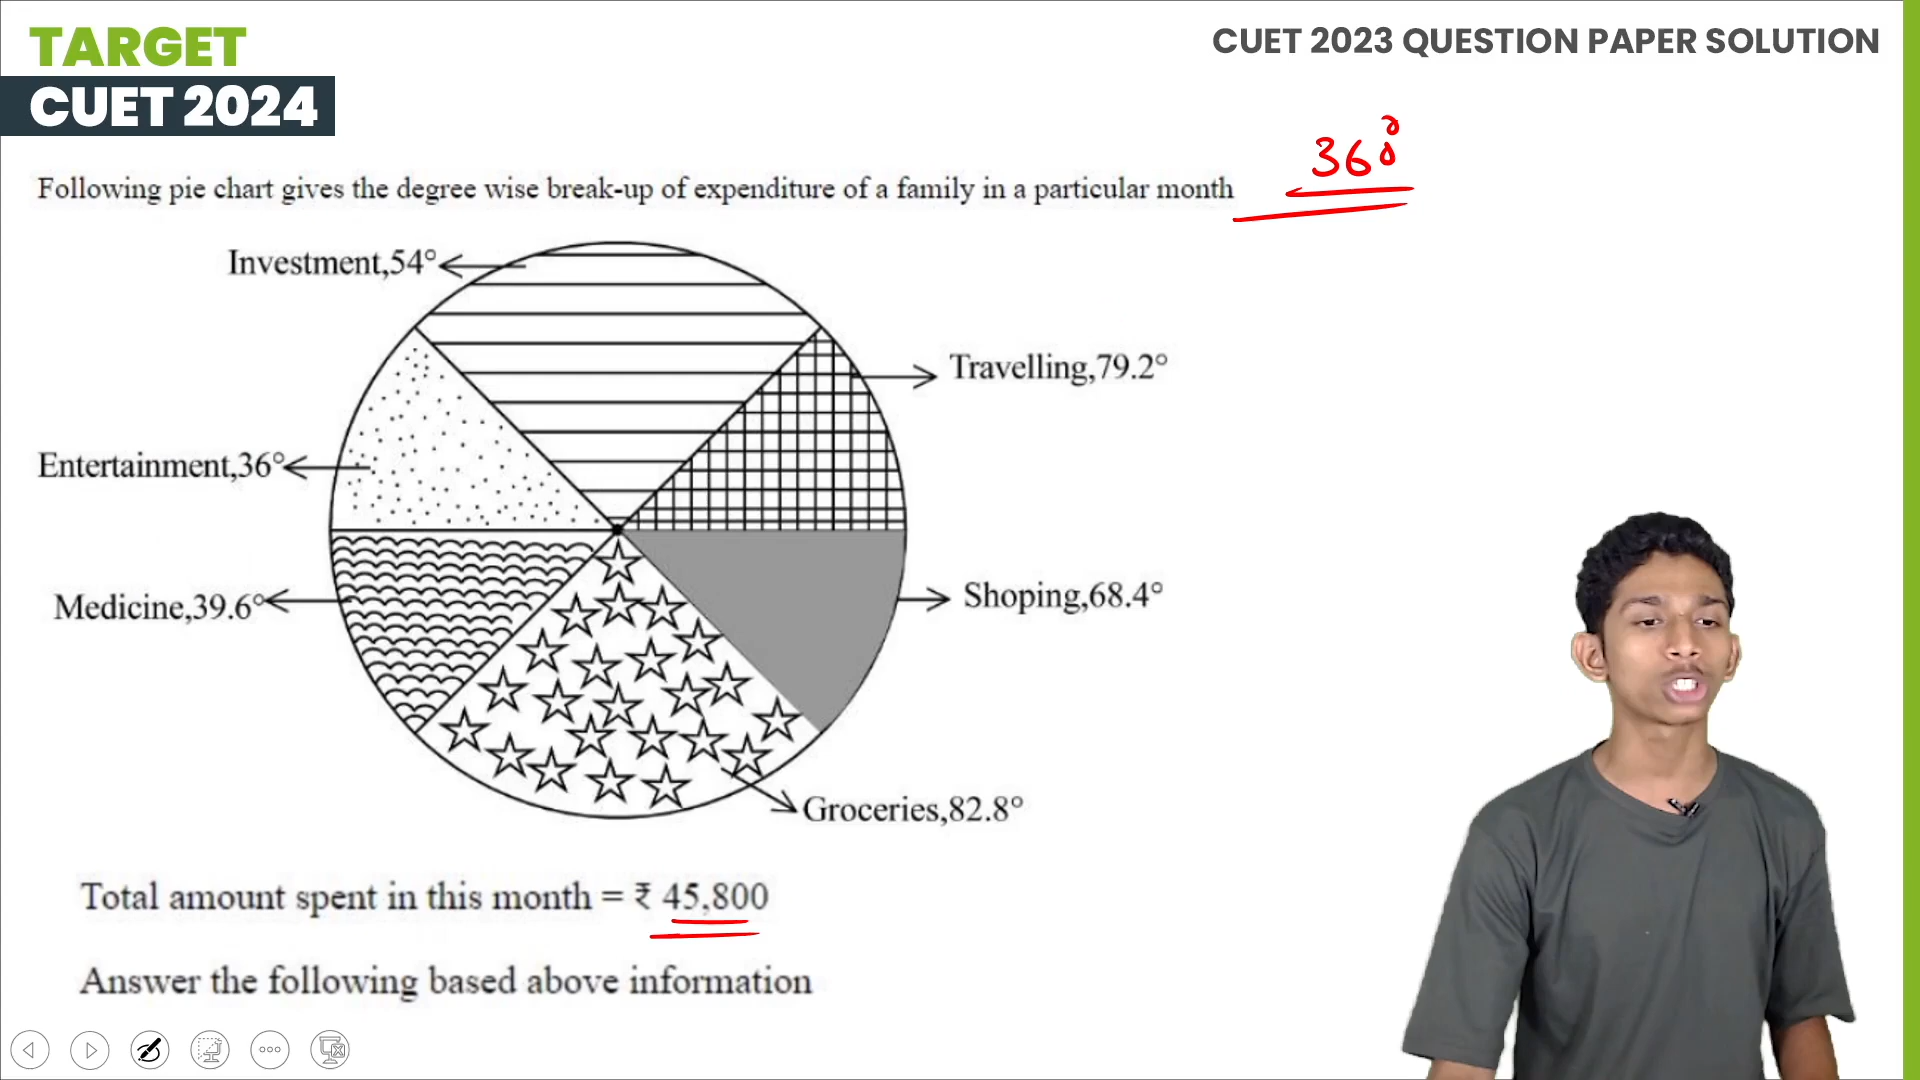 TARGET
CUET 2024
CUET 2023 QUESTION PAPER SOLUTION
360°
Following pie chart gives the degree wise break-up of expenditure of a family in a particular month
Investment,54°
Travelling,79.2°
Entertainment,36°
Medicine,39.6°
Shoping,68.4°
Groceries,82.8°
Total amount spent in this month = ₹ 45,800
Answer the following based above information